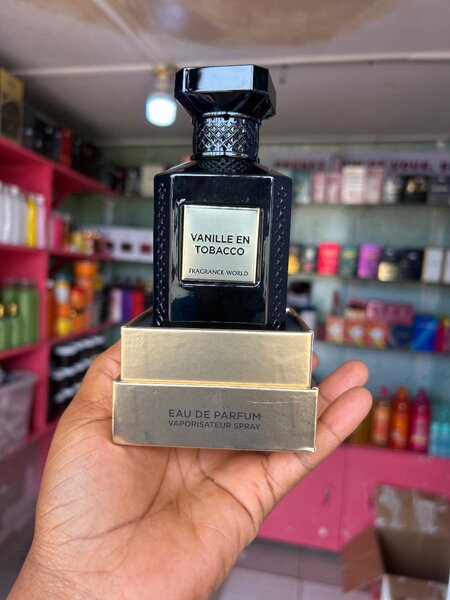 VANILLE EN
TOBACCO
FRAGRANCE WORLD
EAU DE PARFUM
VAPORISATEUR SPRAY